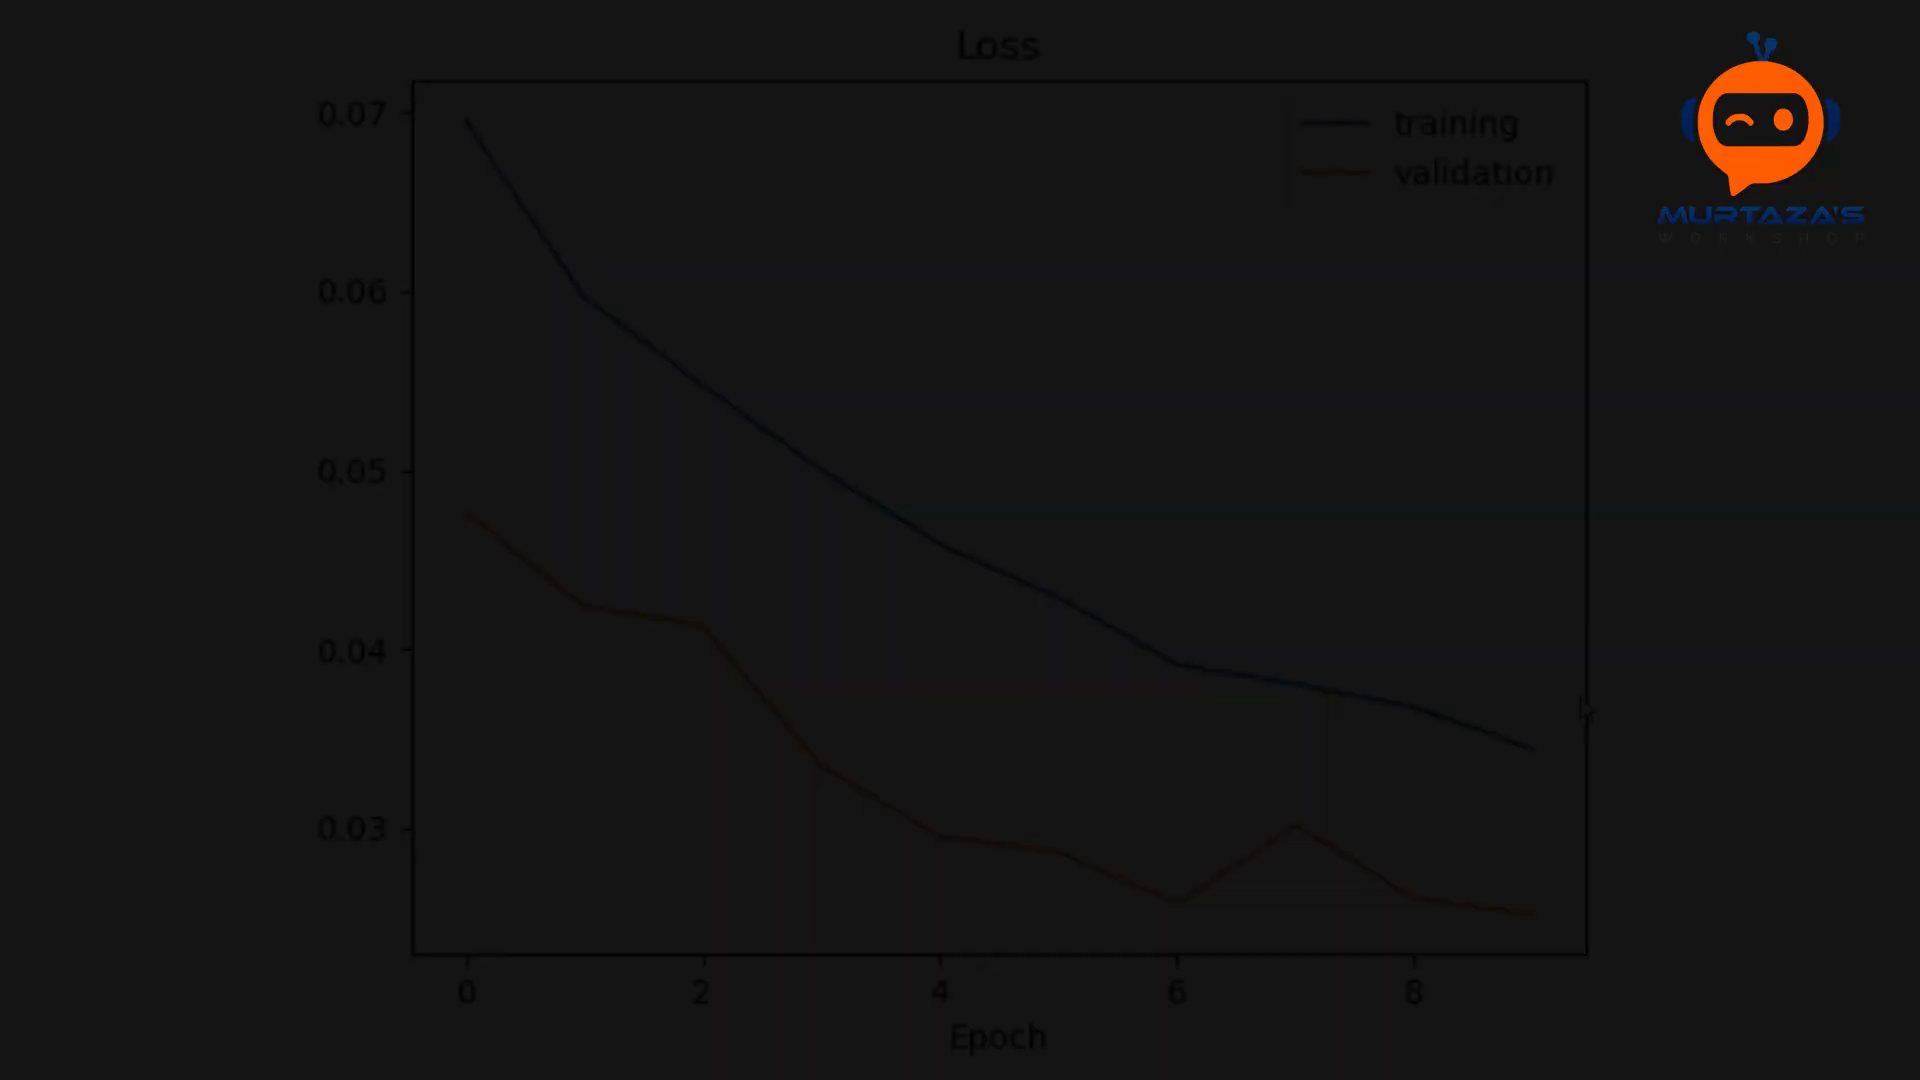 Loss
training
validation
0.07
0.06
0.05
0.04
0.03
0 2 4 6 8
Epoch
MURTAZA'S
WORKSHOP